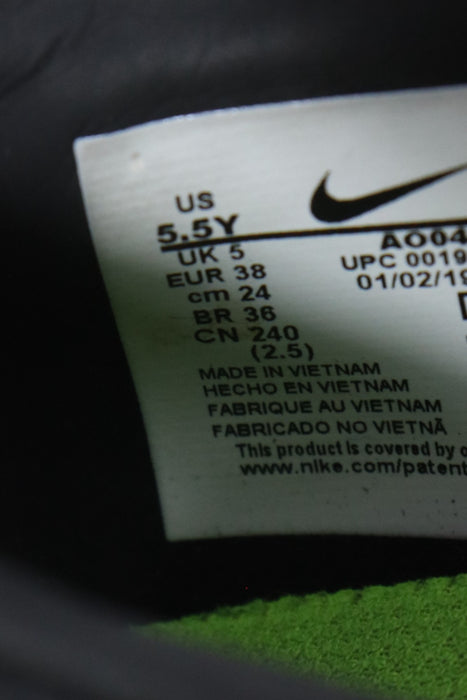 US
5.5Y
UK 5
EUR 38
cm 24
BR 36
CN 240
(2.5)
AO04
UPC 0019
01/02/19
MADE IN VIETNAM
HECHO EN VIETNAM
FABRIQUE AU VIETNAM
FABRICADO NO VIETNÃ
This product is covered by
www.nike.com/patent